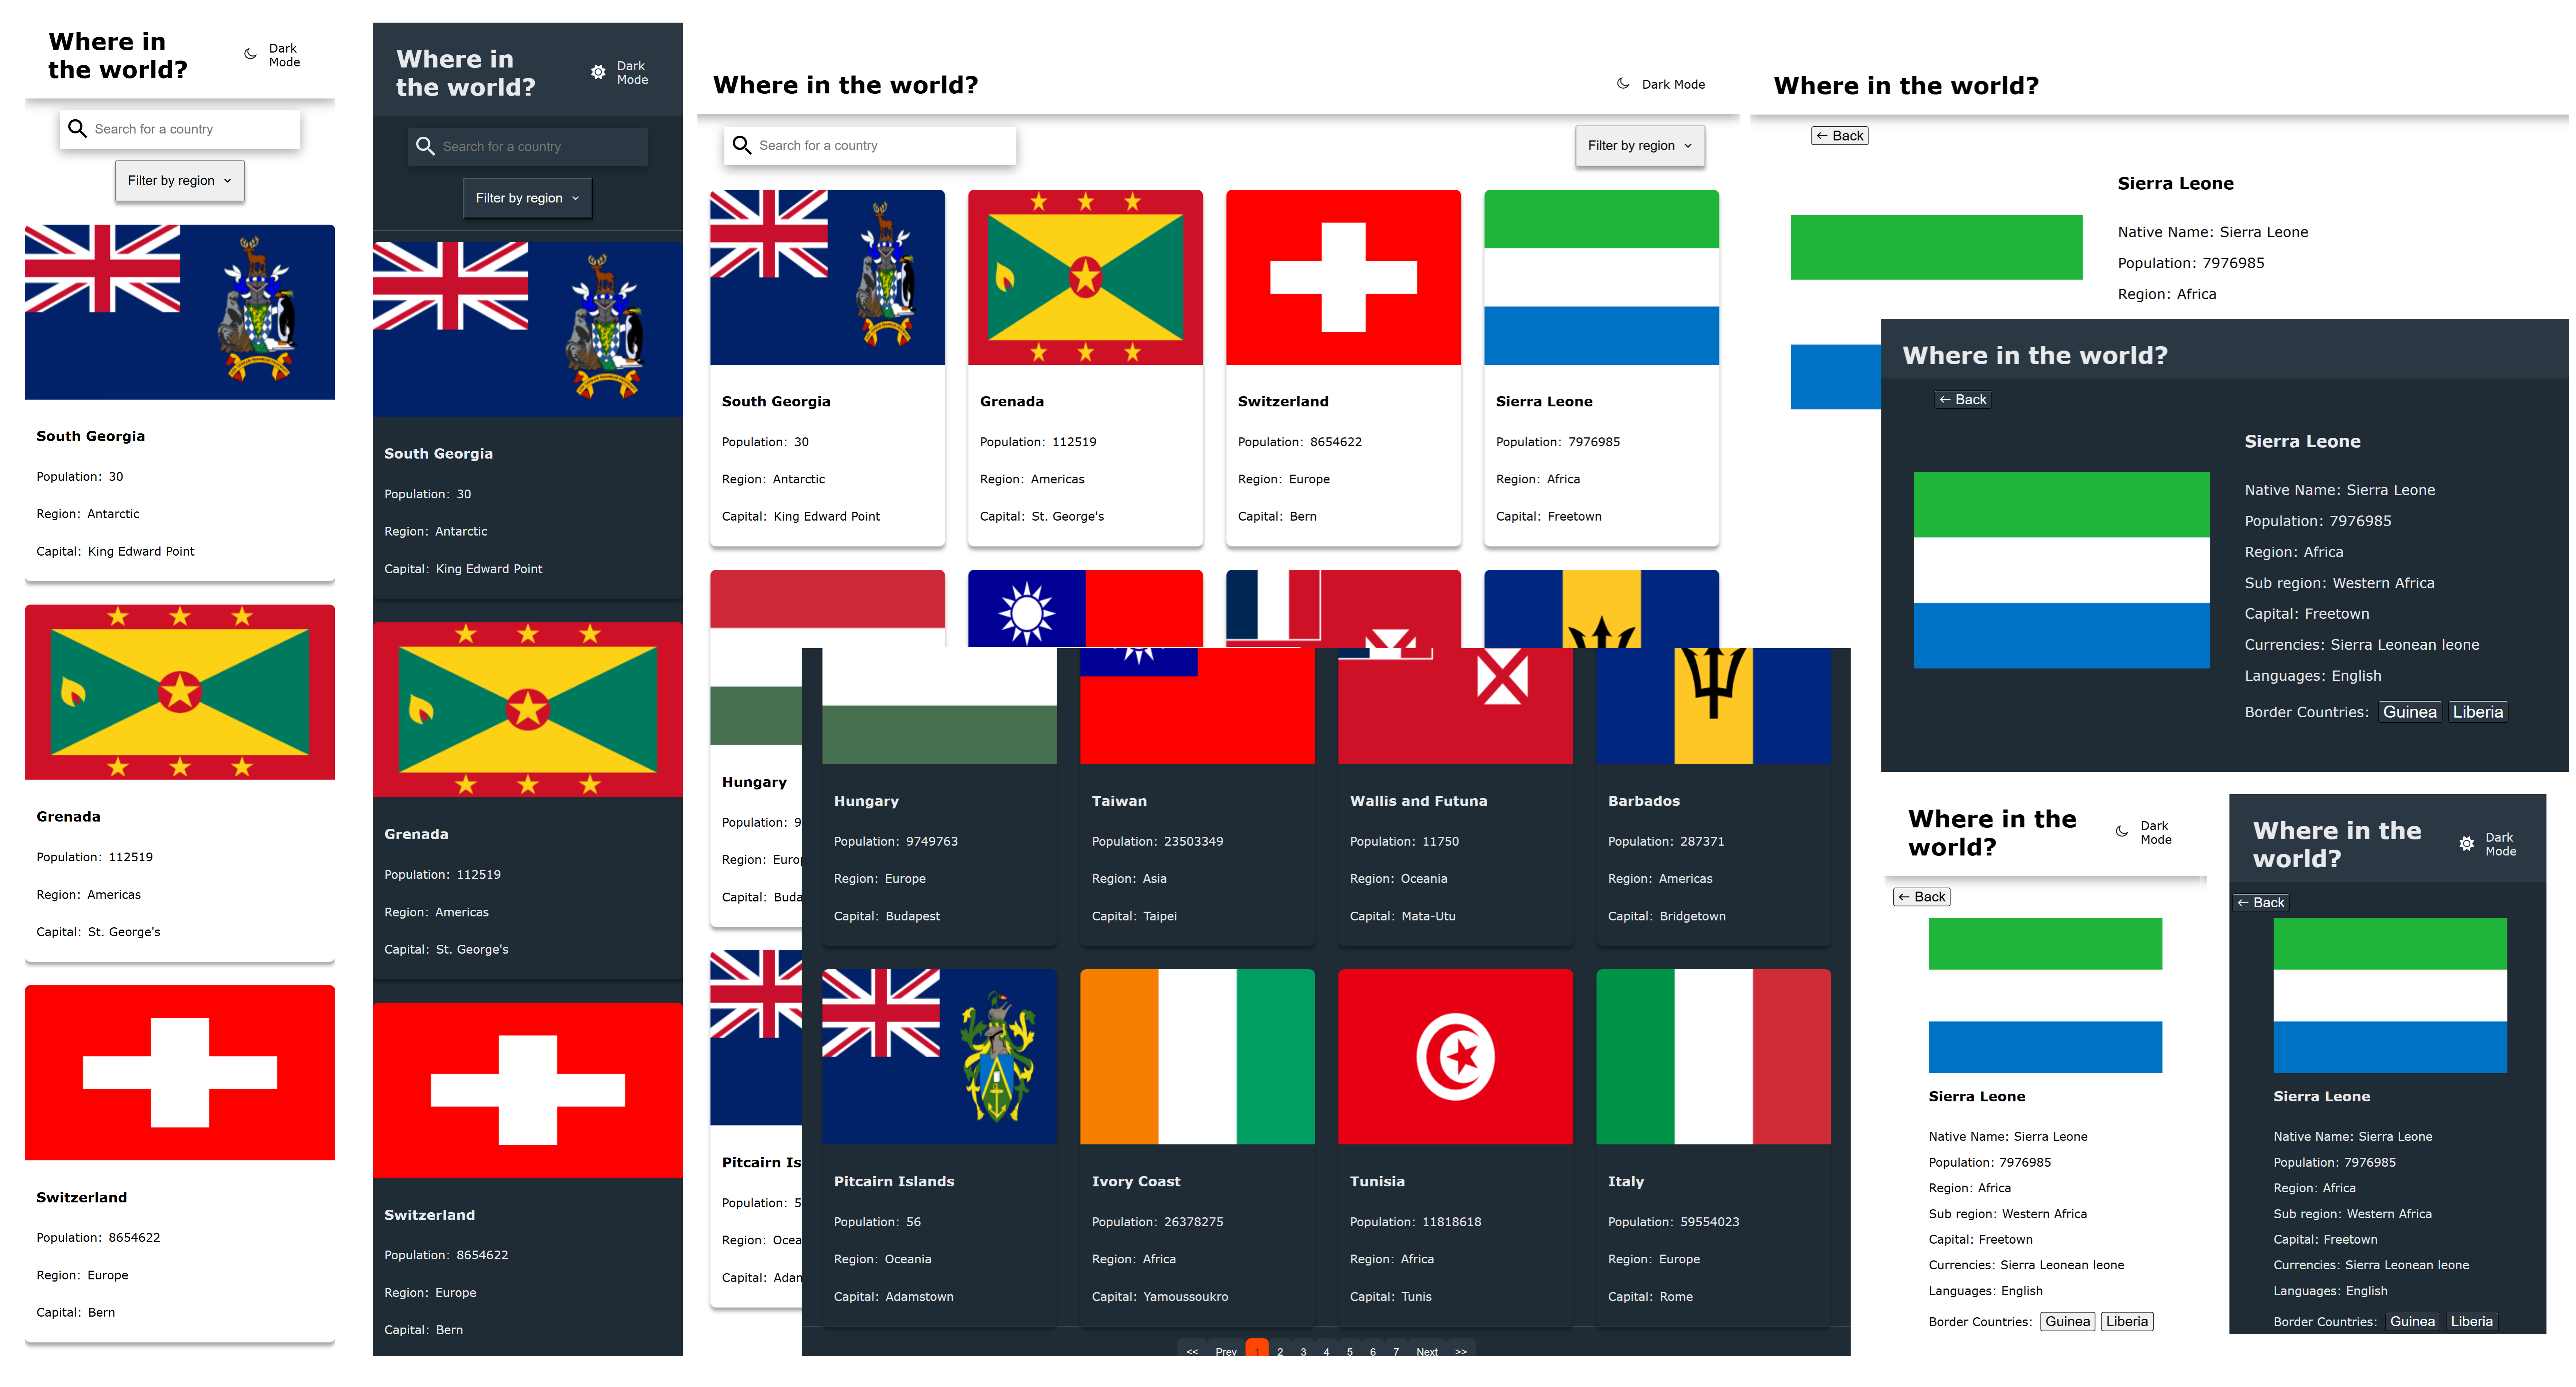 Where in
the world?
Dark
Mode
Search for a country
Filter by region
South Georgia
Population: 30
Region: Antarctic
Capital: King Edward Point
Grenada
Population: 112519
Region: Americas
Capital: St. George's
Switzerland
Population: 8654622
Region: Europe
Capital: Bern
Where in
the world?
Dark
Mode
Search for a country
Filter by region
South Georgia
Population: 30
Region: Antarctic
Capital: King Edward Point
Grenada
Population: 112519
Region: Americas
Capital: St. George's
Switzerland
Population: 8654622
Region: Europe
Capital: Bern
Where in the world?
Dark Mode
Search for a country
Filter by region
South Georgia
Population: 30
Region: Antarctic
Capital: King Edward Point
Grenada
Population: 112519
Region: Americas
Capital: St. George's
Switzerland
Population: 8654622
Region: Europe
Capital: Bern
Sierra Leone
Population: 7976985
Region: Africa
Capital: Freetown
Hungary
Population: 9
Region: Europ
Capital: Buda
Pitcairn Is
Population: 5
Region: Ocea
Capital: Adan
Hungary
Population: 9749763
Region: Europe
Capital: Budapest
Taiwan
Population: 23503349
Region: Asia
Capital: Taipei
Wallis and Futuna
Population: 11750
Region: Oceania
Capital: Mata-Utu
Barbados
Population: 287371
Region: Americas
Capital: Bridgetown
Pitcairn Islands
Population: 56
Region: Oceania
Capital: Adamstown
Ivory Coast
Population: 26378275
Region: Africa
Capital: Yamoussoukro
Tunisia
Population: 11818618
Region: Africa
Capital: Tunis
Italy
Population: 59554023
Region: Europe
Capital: Rome
<< Prev 1 2 3 4 5 6 7 Next >>
Where in the world?
← Back
Sierra Leone
Native Name: Sierra Leone
Population: 7976985
Region: Africa
Where in the world?
← Back
Sierra Leone
Native Name: Sierra Leone
Population: 7976985
Region: Africa
Sub region: Western Africa
Capital: Freetown
Currencies: Sierra Leonean leone
Languages: English
Border Countries: Guinea Liberia
Where in the
world?
Dark
Mode
← Back
Sierra Leone
Native Name: Sierra Leone
Population: 7976985
Region: Africa
Sub region: Western Africa
Capital: Freetown
Currencies: Sierra Leonean leone
Languages: English
Border Countries: Guinea Liberia
Where in the
world?
Dark
Mode
← Back
Sierra Leone
Native Name: Sierra Leone
Population: 7976985
Region: Africa
Sub region: Western Africa
Capital: Freetown
Currencies: Sierra Leonean leone
Languages: English
Border Countries: Guinea Liberia